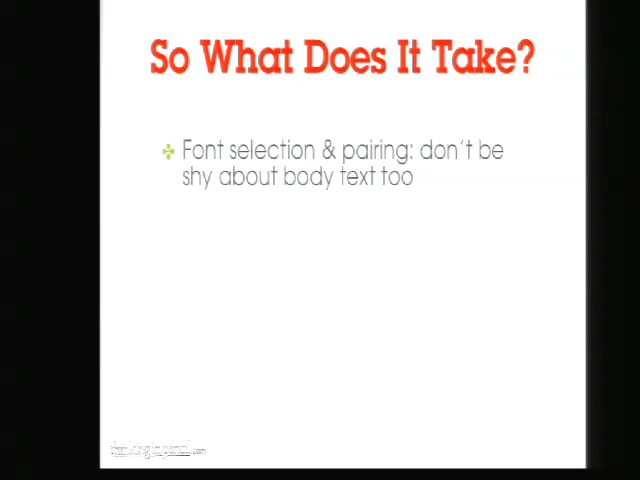 So What Does It Take?
Font selection & pairing: don't be
shy about body text too